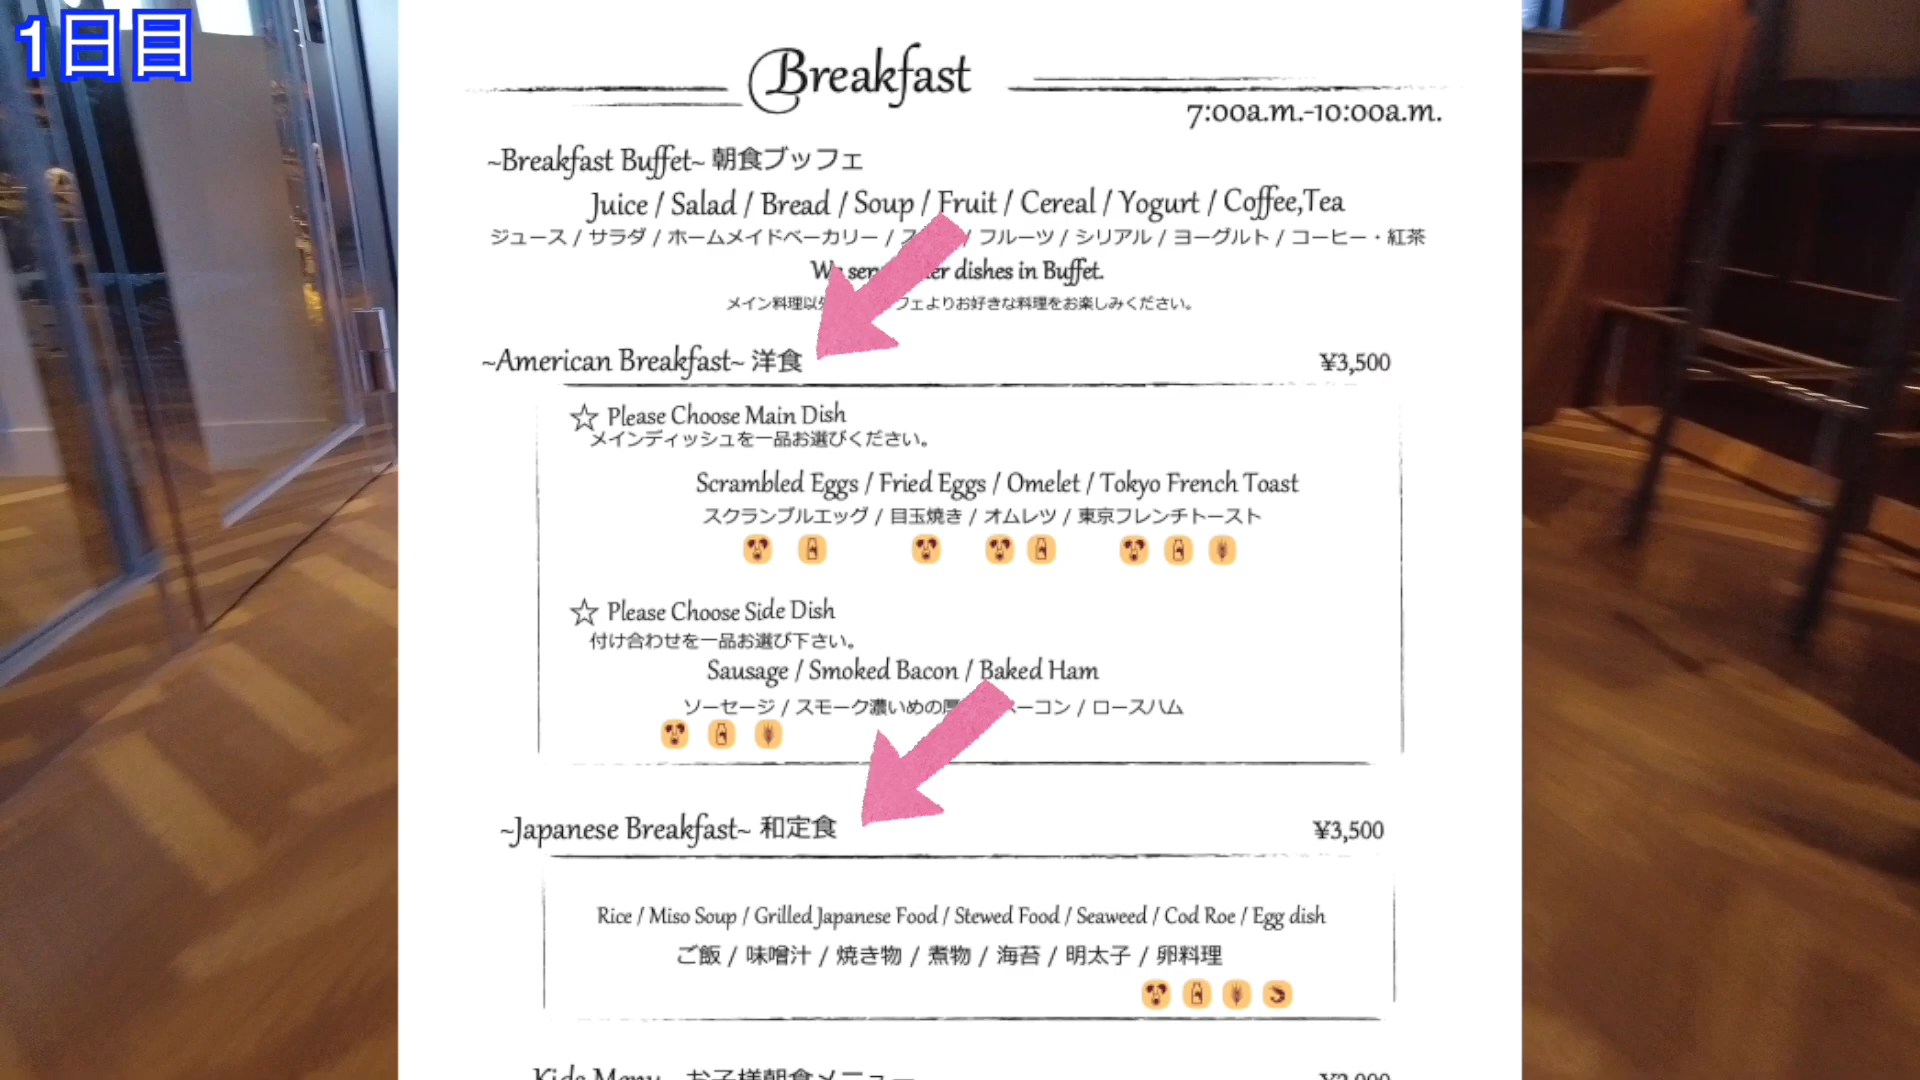 1日目
Breakfast
7:00a.m.-10:00a.m.
~Breakfast Buffet~ 朝食ブッフェ
Juice / Salad / Bread / Soup / Fruit / Cereal / Yogurt / Coffee,Tea
ジュース / サラダ / ホームメイドベーカリー / フルーツ / シリアル / ヨーグルト / コーヒー・紅茶
dishes in Buffet.
メイン料理以 フェよりお好きな料理をお楽しみください。
~American Breakfast~ 洋食 ¥3,500
☆ Please Choose Main Dish
メインディッシュを一品お選びください。
Scrambled Eggs / Fried Eggs / Omelet / Tokyo French Toast
スクランブルエッグ / 目玉焼き / オムレツ / 東京フレンチトースト
☆ Please Choose Side Dish
付け合わせを一品お選び下さい。
Sausage / Smoked Bacon / Baked Ham
ソーセージ / スモーク濃いめの ベーコン / ロースハム
~Japanese Breakfast~ 和定食 ¥3,500
Rice / Miso Soup / Grilled Japanese Food / Stewed Food / Seaweed / Cod Roe / Egg dish
ご飯 / 味噌汁 / 焼き物 / 煮物 / 海苔 / 明太子 / 卵料理
Kids Menu お子様朝食メニュー